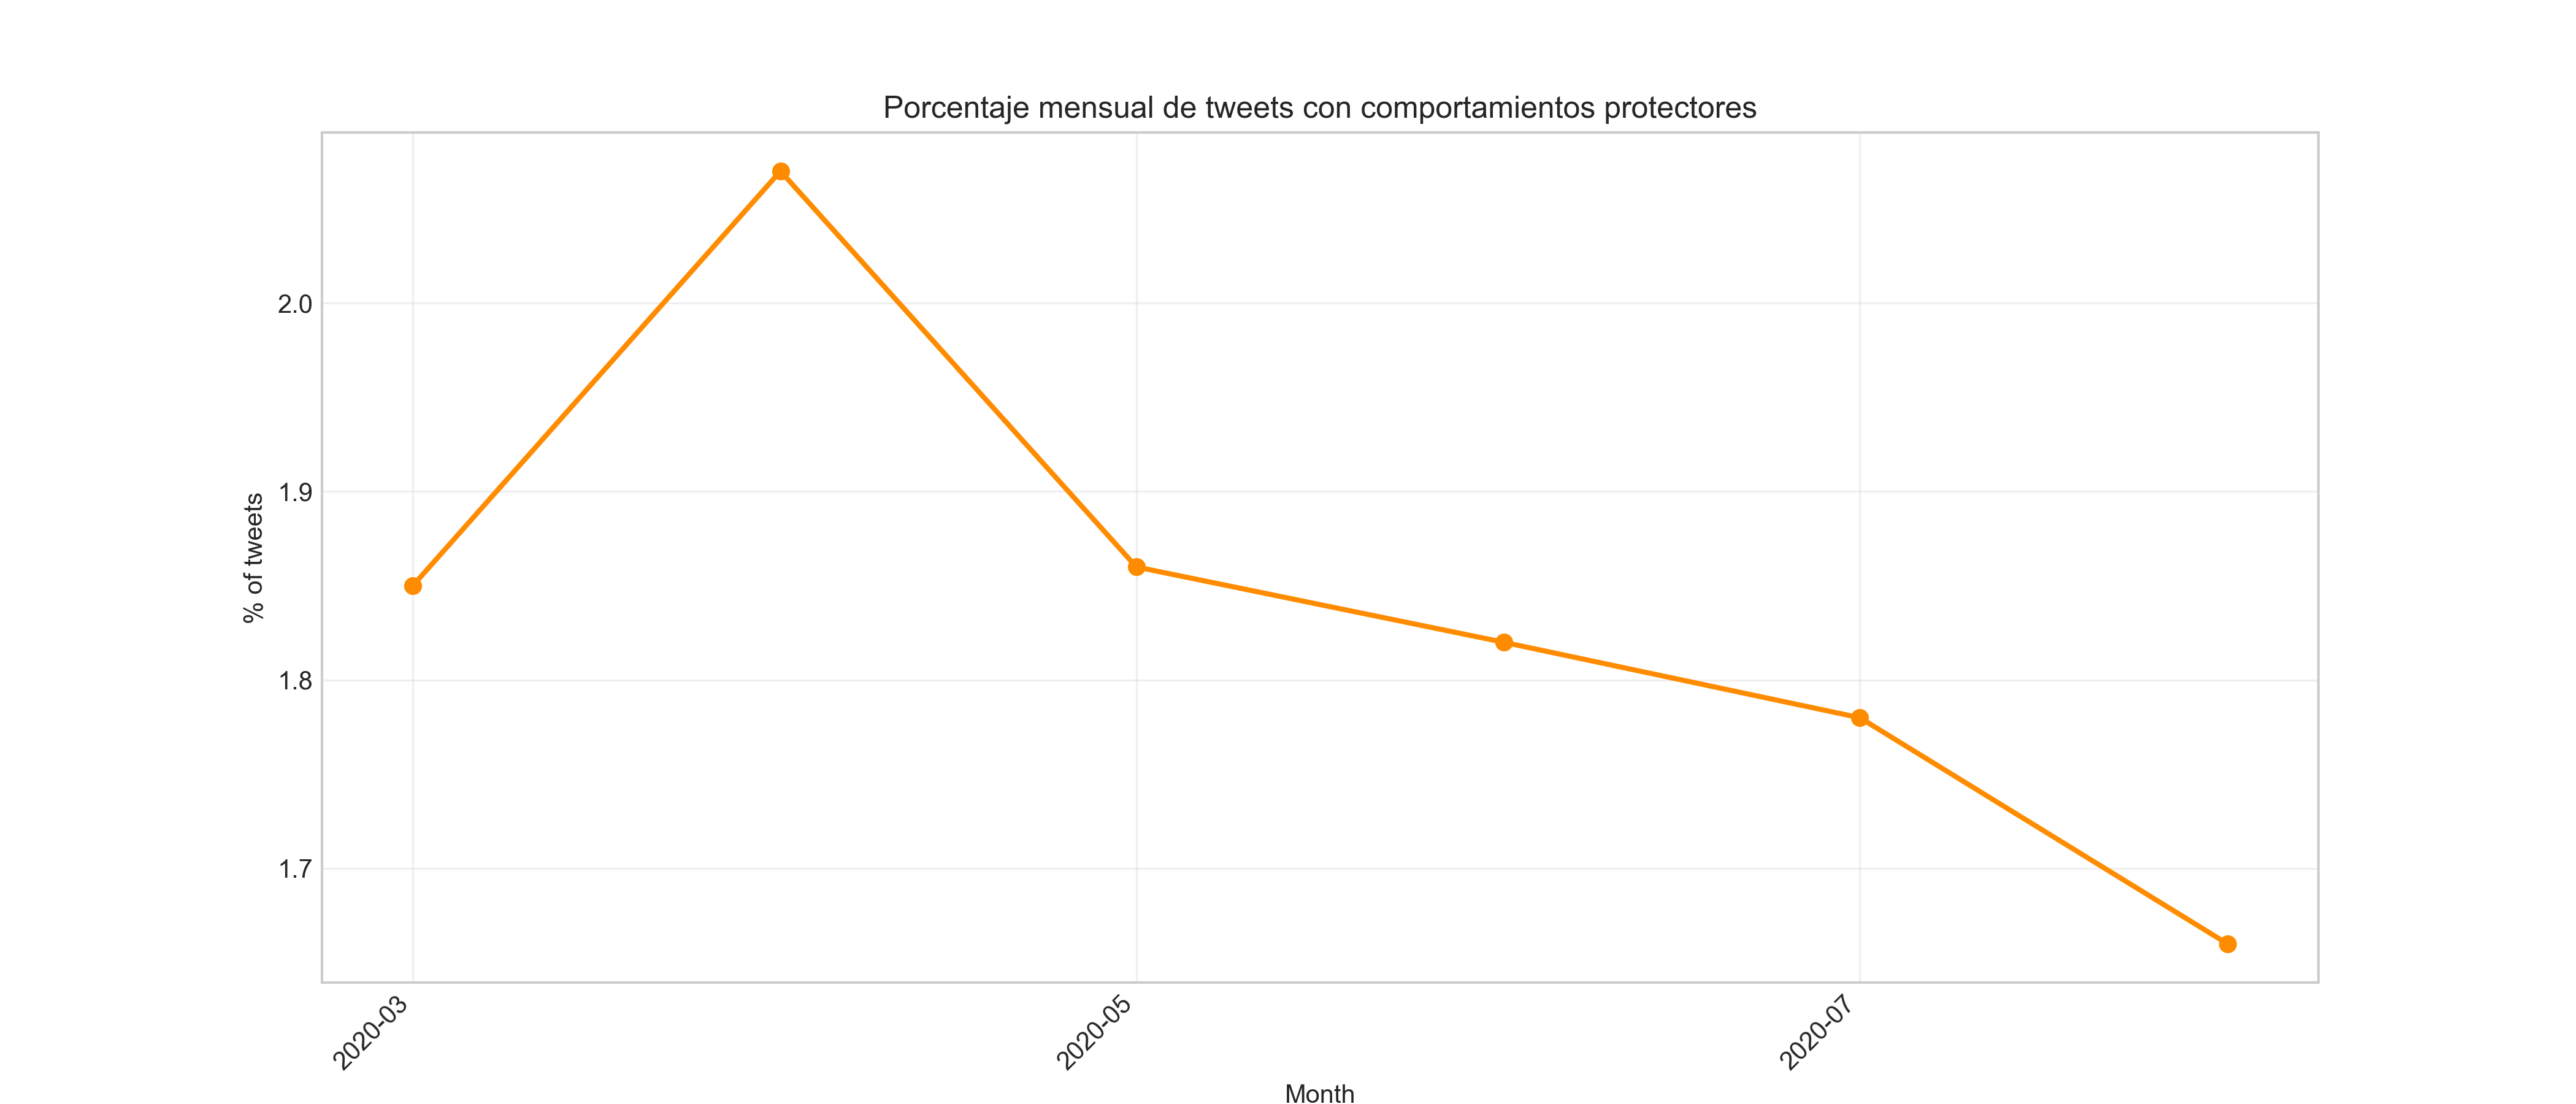 Porcentaje mensual de tweets con comportamientos protectores
% of tweets
2.0
1.9
1.8
1.7
2020-03
2020-05
2020-07
Month